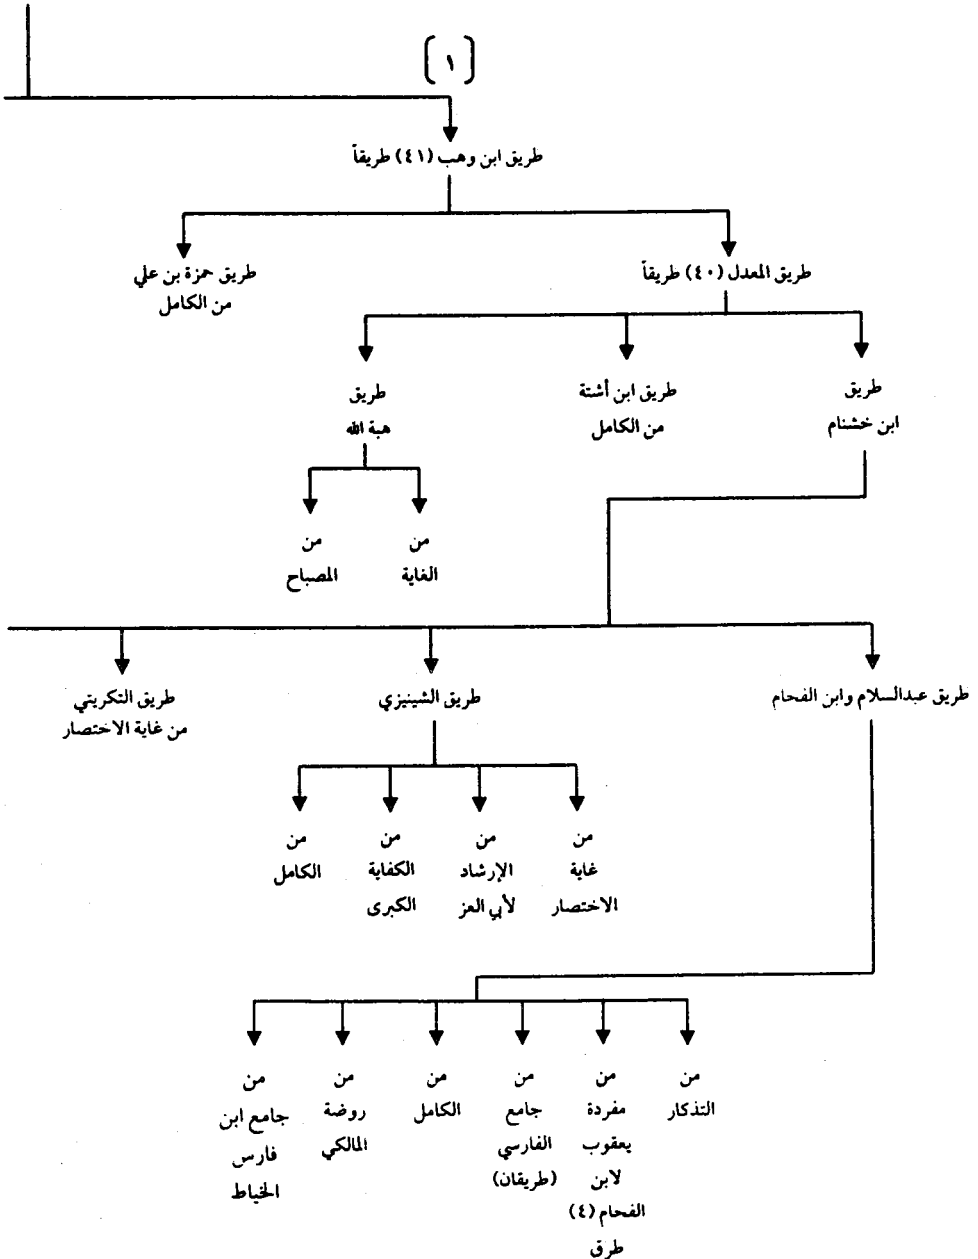 [١]
طريق ابن وهب (٤١) طريقاً
طريق المعدل (٤٠) طريقاً
طريق حمزة بن علي
من الكامل
طريق
ابن خشنام
طريق ابن أشتة
من الكامل
طريق
هبة الله
من
الغاية
من
المصباح
طريق عبدالسلام وابن الفحام
طريق الشينيزي
طريق التكريتي
من غاية الاختصار
من
غاية
الاختصار
من
الإرشاد
لأبي العز
من
الكفاية
الكبرى
من
الكامل
من
التذكار
من
مفردة
يعقوب
لابن
الفحام (٤)
طرق
من
جامع
الفارسي
(طريقان)
من
الكامل
من
روضة
المالكي
من
جامع ابن
فارس
الخياط